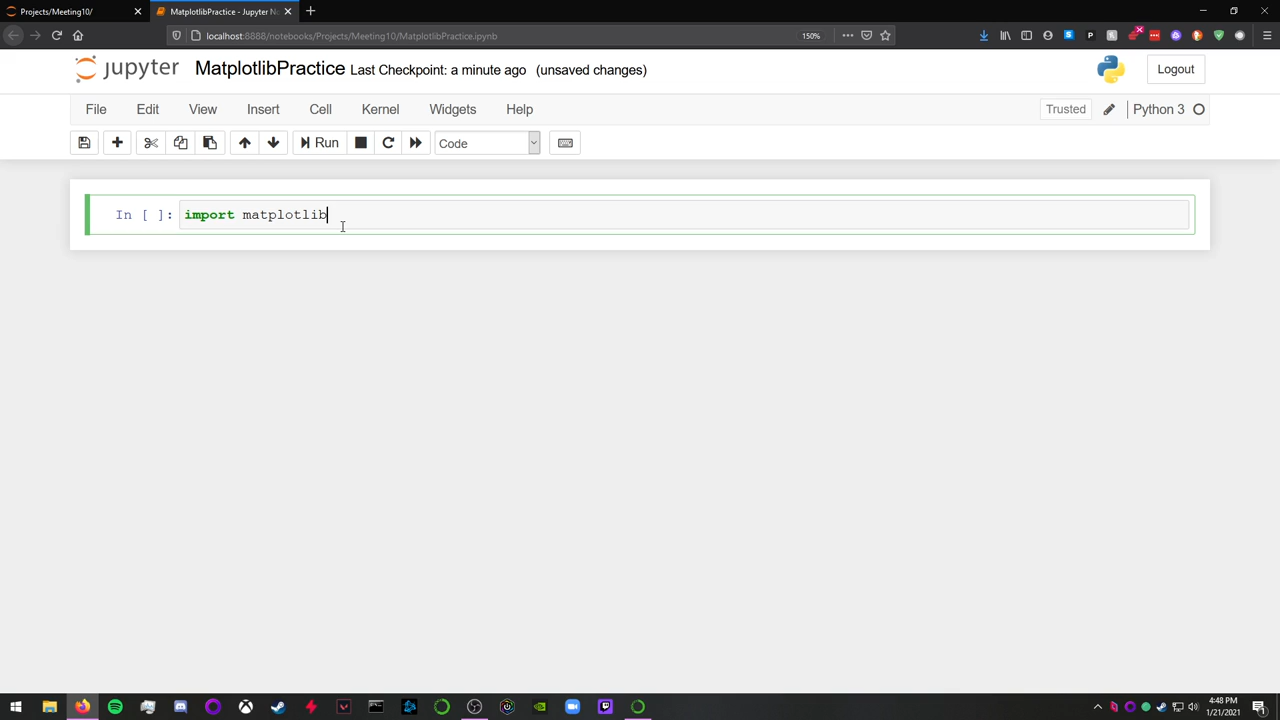 Projects/Meeting10/
MatplotlibPractice - Jupyter No
localhost:8888/notebooks/Projects/Meeting10/MatplotlibPractice.ipynb
150%
jupyter MatplotlibPractice Last Checkpoint: a minute ago (unsaved changes)
Logout
File Edit View Insert Cell Kernel Widgets Help
Trusted Python 3
Run Code
In [ ]: import matplotlib
4:48 PM
1/21/2021